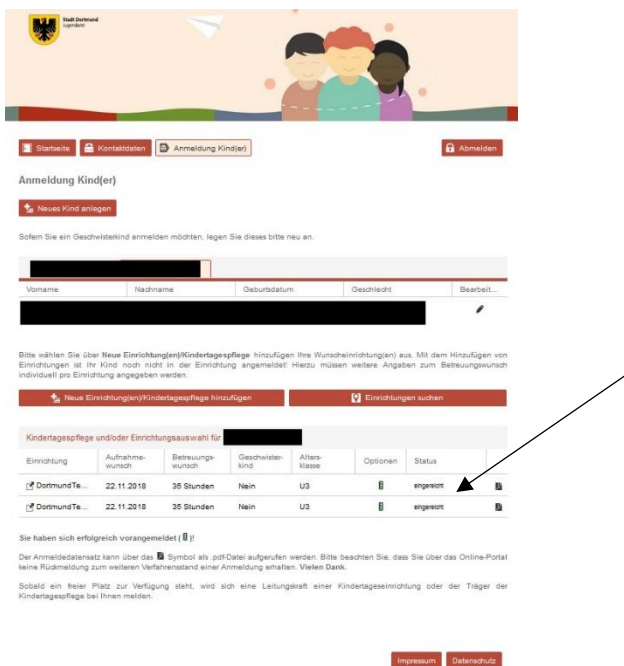 Stadt Dortmund
Jugendamt
Startseite Kontaktdaten Anmeldung Kind(er) Abmelden
Anmeldung Kind(er)
Neues Kind anlegen
Sofern Sie ein Geschwisterkind anmelden möchten, legen Sie dieses bitte neu an.
Vorname Nachname Geburtsdatum Geschlecht Bearbeit...
Bitte wählen Sie über Neue Einrichtung(en)/Kindertagespflege hinzufügen Ihre Wunscheinrichtung(en) aus. Mit dem Hinzufügen von
Einrichtungen ist Ihr Kind noch nicht in der Einrichtung angemeldet! Hierzu müssen weitere Angaben zum Betreuungswunsch
individuell pro Einrichtung angegeben werden.
Neue Einrichtung(en)/Kindertagespflege hinzufügen Einrichtungen suchen
Kindertagespflege und/oder Einrichtungsauswahl für
Einrichtung Aufnahme-wunsch Betreuungs-wunsch Geschwister-kind Alters-klasse Optionen Status
DortmundTe... 22.11.2018 35 Stunden Nein U3 eingereicht
DortmundTe... 22.11.2018 35 Stunden Nein U3 eingereicht
Sie haben sich erfolgreich vorangemeldet ( )!
Der Anmeldedatensatz kann über das Symbol als .pdf-Datei aufgerufen werden. Bitte beachten Sie, dass Sie über das Online-Portal
keine Rückmeldung zum weiteren Verfahrensstand einer Anmeldung erhalten. Vielen Dank.
Sobald ein freier Platz zur Verfügung steht, wird sich eine Leitungskraft einer Kindertageseinrichtung oder der Träger der
Kindertagespflege bei Ihnen melden.
Impressum Datenschutz